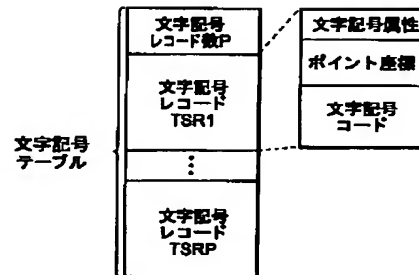 文字記号
テーブル
文字記号
レコード数P
文字記号
レコード
TSR1
⋮
文字記号
レコード
TSRP
文字記号属性
ポイント座標
文字記号
コード